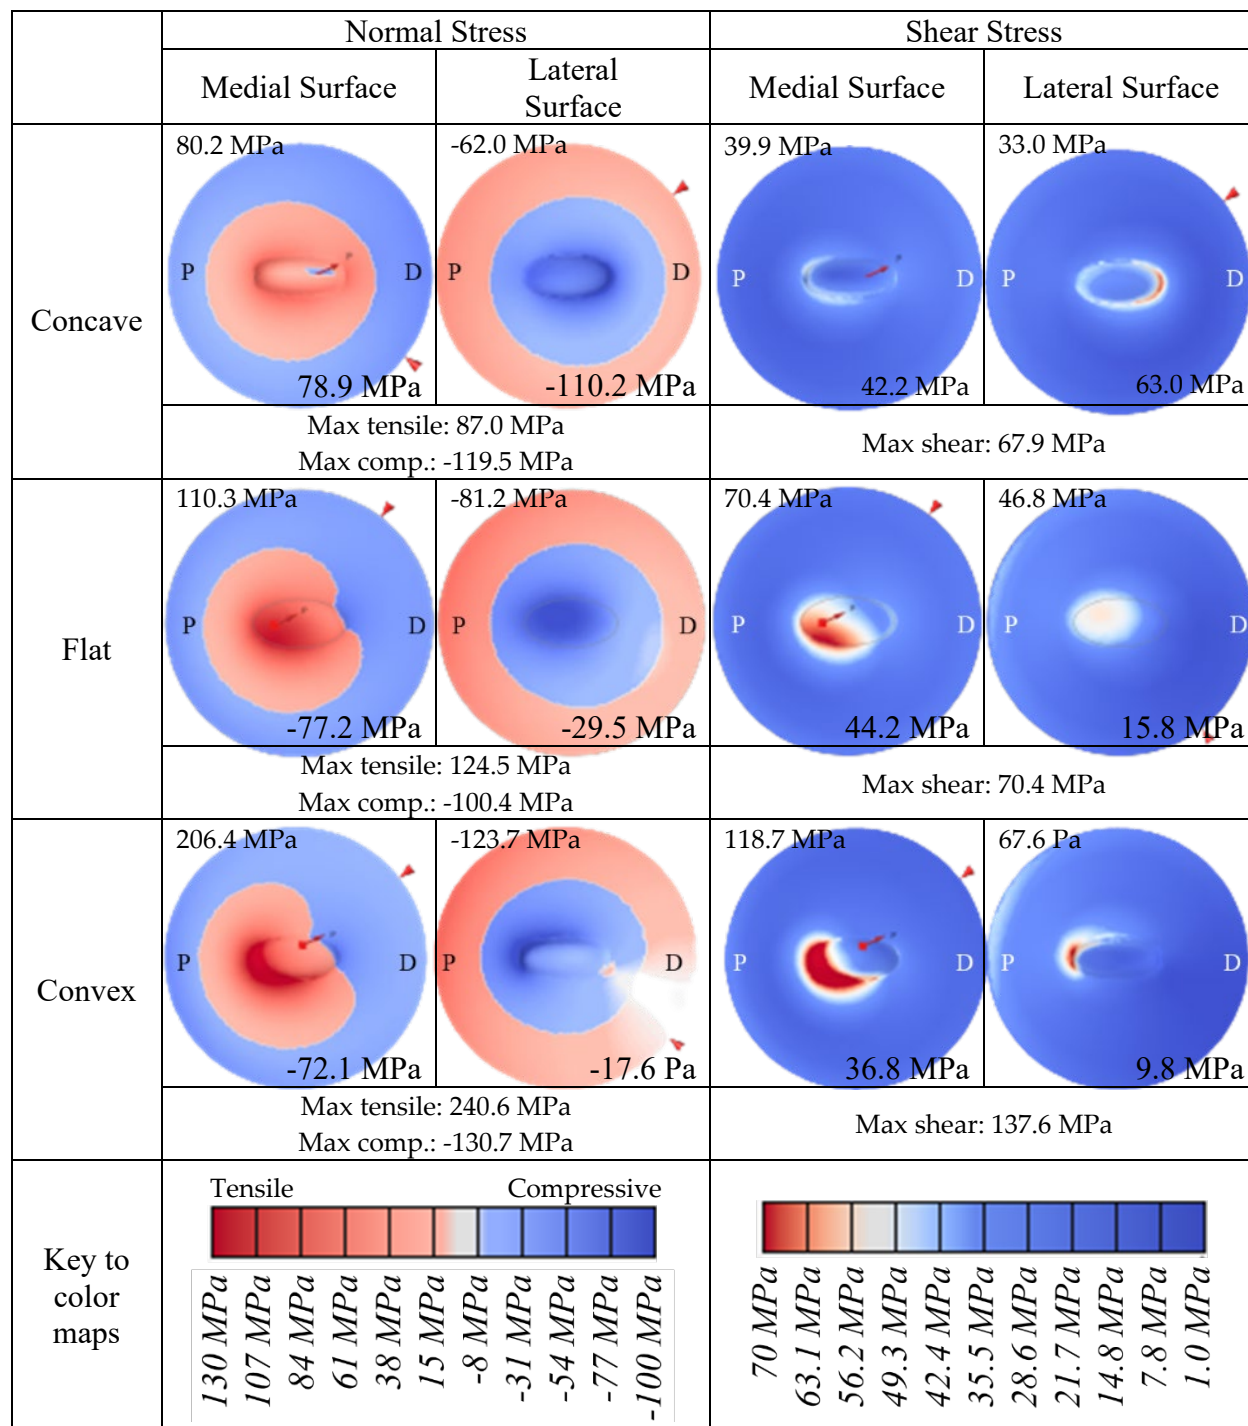 Normal Stress
Shear Stress
Medial Surface
Lateral
Surface
Medial Surface
Lateral Surface
Concave
80.2 MPa
P
D
78.9 MPa
-62.0 MPa
-110.2 MPa
39.9 MPa
P
D
42.2 MPa
33.0 MPa
P
D
63.0 MPa
Max tensile: 87.0 MPa
Max comp.: -119.5 MPa
Max shear: 67.9 MPa
Flat
110.3 MPa
P
D
-77.2 MPa
-81.2 MPa
P
D
-29.5 MPa
70.4 MPa
P
D
44.2 MPa
46.8 MPa
P
D
15.8 MPa
Max tensile: 124.5 MPa
Max comp.: -100.4 MPa
Max shear: 70.4 MPa
Convex
206.4 MPa
P
D
-72.1 MPa
-123.7 MPa
P
D
-17.6 Pa
118.7 MPa
P
D
36.8 MPa
67.6 Pa
P
D
9.8 MPa
Max tensile: 240.6 MPa
Max comp.: -130.7 MPa
Max shear: 137.6 MPa
Key to
color
maps
Tensile
Compressive
130 MPa
107 MPa
84 MPa
61 MPa
38 MPa
15 MPa
-8 MPa
-31 MPa
-54 MPa
-77 MPa
-100 MPa
70 MPa
63.1 MPa
56.2 MPa
49.3 MPa
42.4 MPa
35.5 MPa
28.6 MPa
21.7 MPa
14.8 MPa
7.8 MPa
1.0 MPa